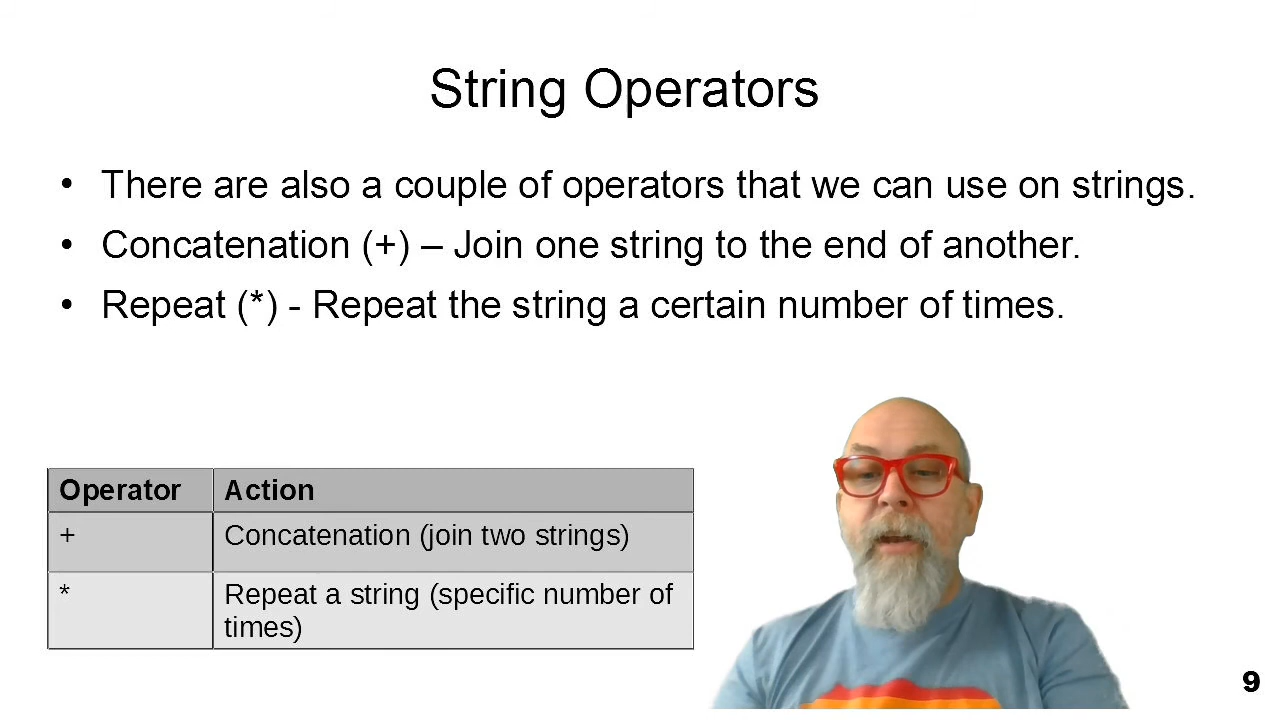 String Operators
• There are also a couple of operators that we can use on strings.
• Concatenation (+) – Join one string to the end of another.
• Repeat (*) - Repeat the string a certain number of times.
Operator Action
+ Concatenation (join two strings)
* Repeat a string (specific number of
times)
9